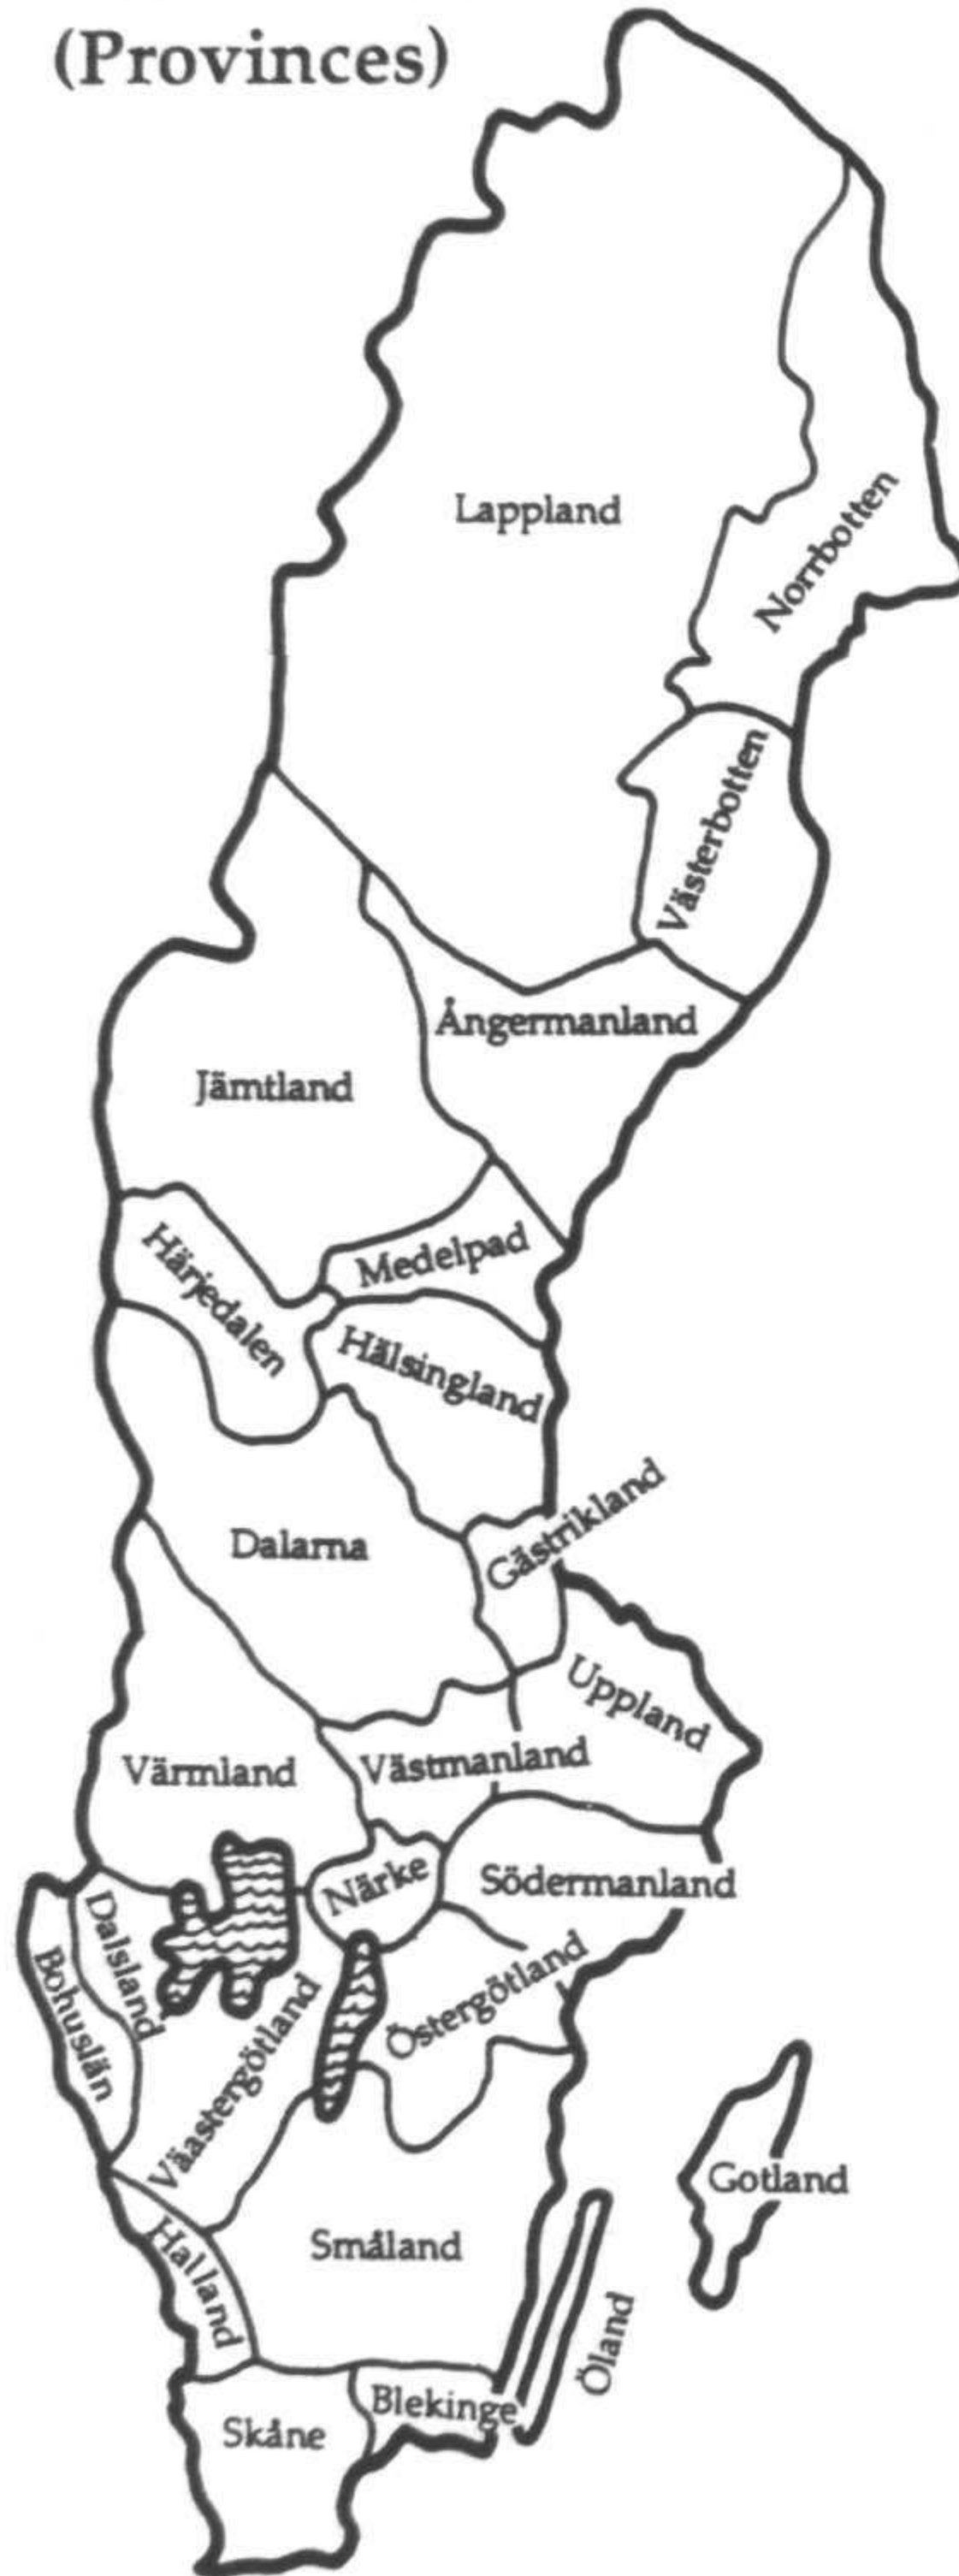 (Provinces)
Lappland
Norrbotten
Västerbotten
Ångermanland
Jämtland
Medelpad
Härjedalen
Hälsingland
Gästrikland
Dalarna
Uppland
Västmanland
Värmland
Närke
Södermanland
Dalsland
Bohuslän
Östergötland
Väastergötland
Gotland
Småland
Halland
Öland
Blekinge
Skåne